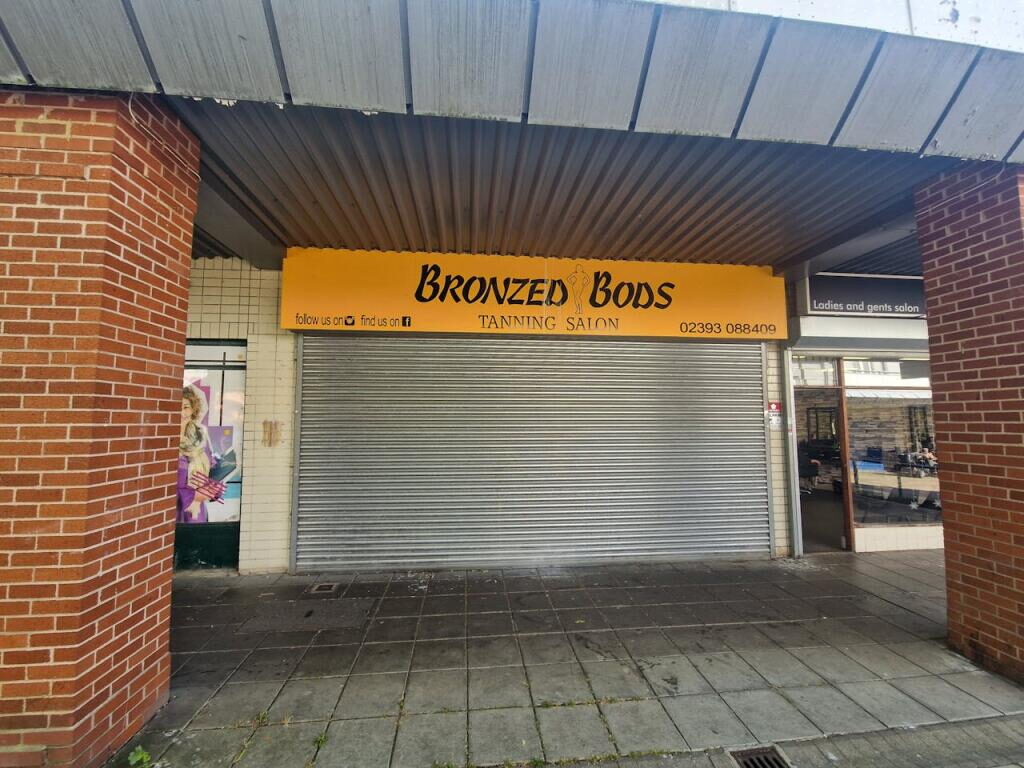 BRONZED BODS
TANNING SALON
follow us on find us on
02393 088409
Ladies and gents salon